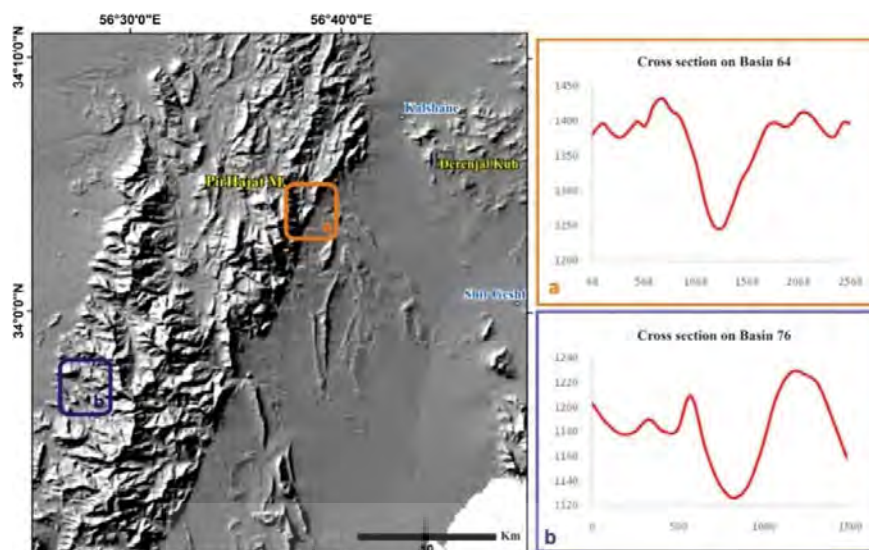 56°30'0"E
56°40'0"E
34°10'0"N
34°0'0"N
Kalshane
Derenjal Kuh
Pir Hajat M.
Shir Gesht
a
b
Km
Cross section on Basin 64
1450
1400
1350
1300
1250
1200
500
1000
1500
2000
2500
a
Cross section on Basin 76
1240
1220
1200
1180
1160
1140
1120
0
500
1000
1500
b